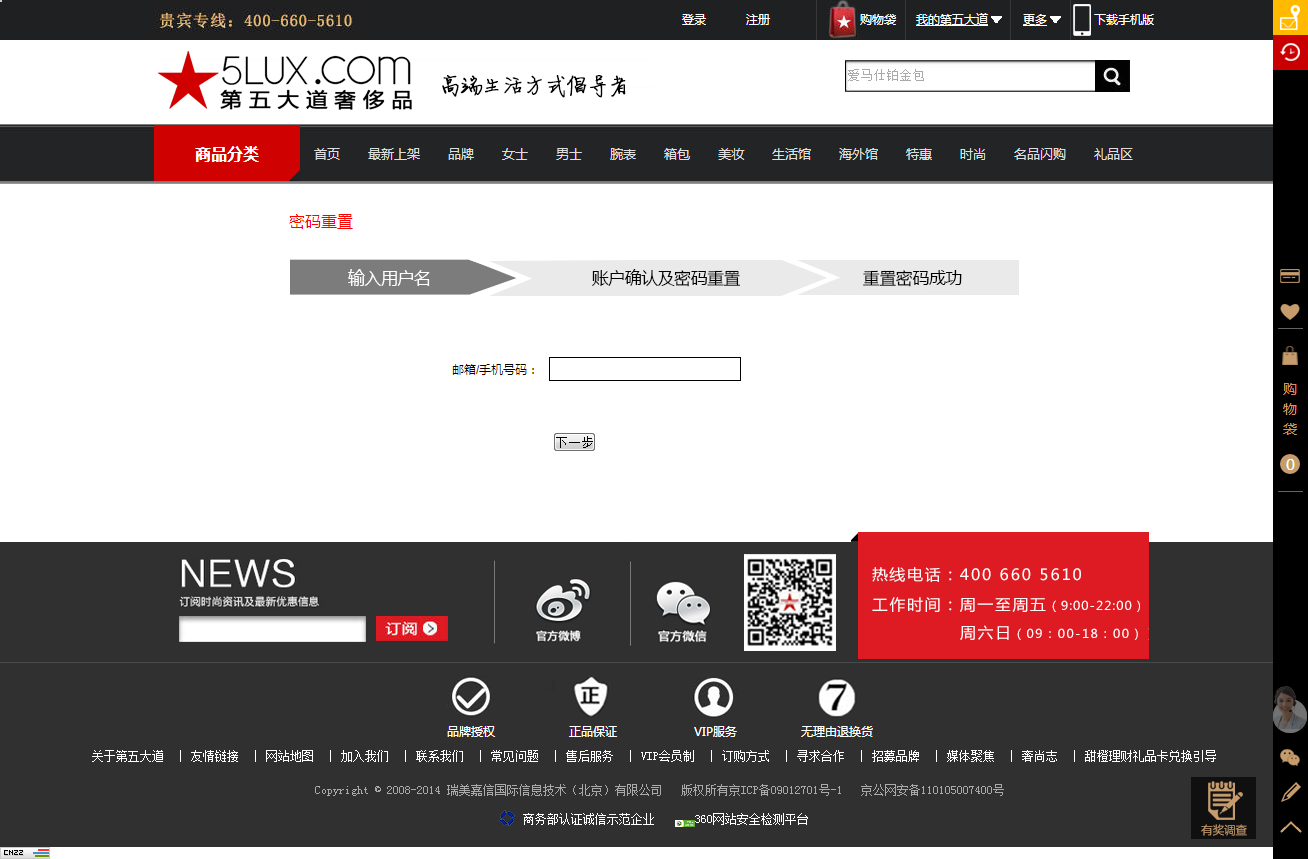 贵宾专线：400-660-5610 登录 注册 购物袋 我的第五大道 更多 下载手机版
5LUX.COM
第五大道奢侈品
高端生活方式倡导者
爱马仕铂金包
商品分类 首页 最新上架 品牌 女士 男士 腕表 箱包 美妆 生活馆 海外馆 特惠 时尚 名品闪购 礼品区
密码重置
输入用户名 账户确认及密码重置 重置密码成功
邮箱/手机号码：
下一步
购
物
袋
0
NEWS
订阅时尚资讯及最新优惠信息
订阅
官方微博
官方微信
热线电话：400 660 5610
工作时间：周一至周五（9:00-22:00）
周六日（09：00-18：00）
正
7
品牌授权 正品保证 VIP服务 无理由退换货
关于第五大道 | 友情链接 | 网站地图 | 加入我们 | 联系我们 | 常见问题 | 售后服务 | VIP会员制 | 订购方式 | 寻求合作 | 招募品牌 | 媒体聚焦 | 奢尚志 | 甜橙理财礼品卡兑换引导
Copyright © 2008-2014 瑞美嘉信国际信息技术（北京）有限公司 版权所有京ICP备09012701号-1 京公网安备110105007400号
商务部认证诚信示范企业 360网站安全检测平台
有奖调查
CNZZ